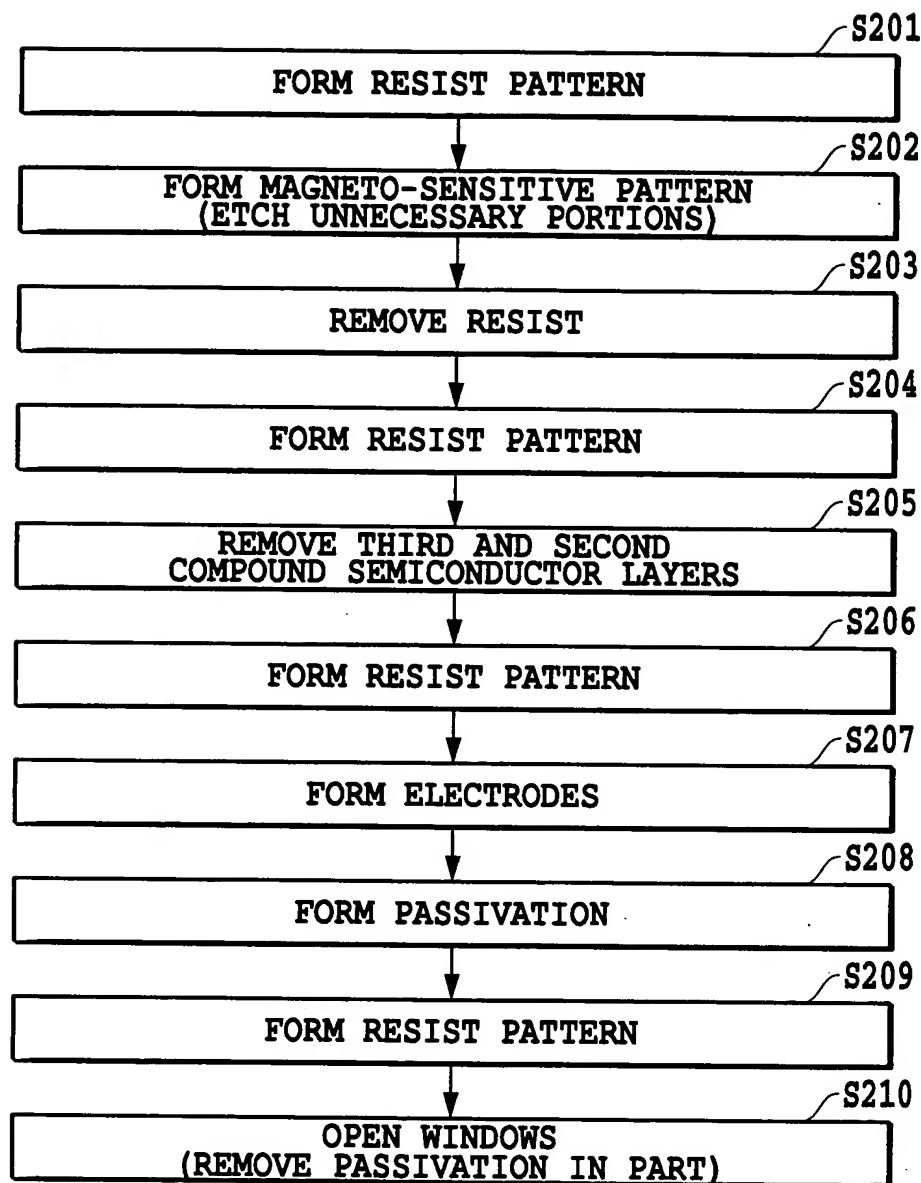 S201
FORM RESIST PATTERN
S202
FORM MAGNETO-SENSITIVE PATTERN
(ETCH UNNECESSARY PORTIONS)
S203
REMOVE RESIST
S204
FORM RESIST PATTERN
S205
REMOVE THIRD AND SECOND
COMPOUND SEMICONDUCTOR LAYERS
S206
FORM RESIST PATTERN
S207
FORM ELECTRODES
S208
FORM PASSIVATION
S209
FORM RESIST PATTERN
S210
OPEN WINDOWS
(REMOVE PASSIVATION IN PART)